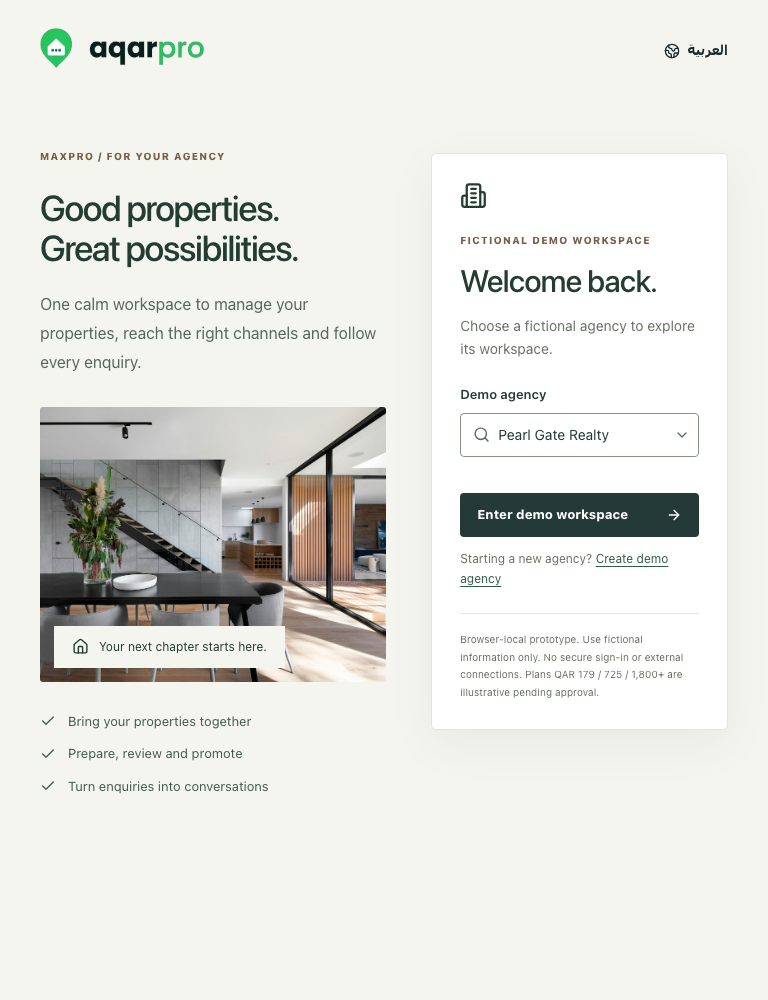 aqarpro
العربية
MAXPRO / FOR YOUR AGENCY
Good properties.
Great possibilities.
One calm workspace to manage your
properties, reach the right channels and follow
every enquiry.
Your next chapter starts here.
Bring your properties together
Prepare, review and promote
Turn enquiries into conversations
FICTIONAL DEMO WORKSPACE
Welcome back.
Choose a fictional agency to explore
its workspace.
Demo agency
Pearl Gate Realty
Enter demo workspace
Starting a new agency? Create demo
agency
Browser-local prototype. Use fictional
information only. No secure sign-in or external
connections. Plans QAR 179 / 725 / 1,800+ are
illustrative pending approval.